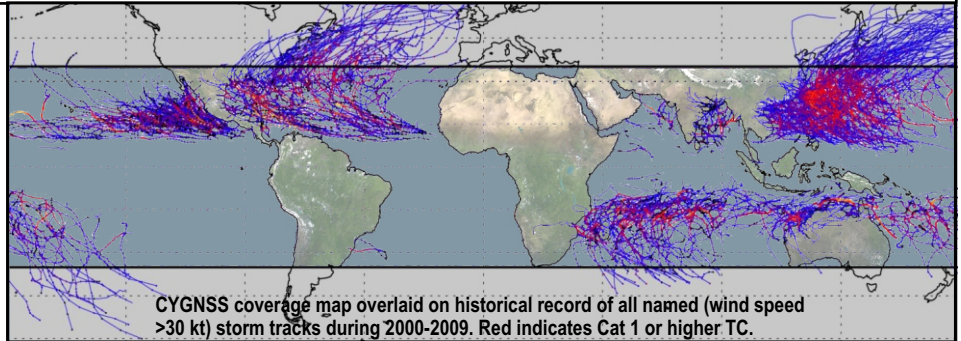 CYGNSS coverage map overlaid on historical record of all named (wind speed
>30 kt) storm tracks during 2000-2009. Red indicates Cat 1 or higher TC.